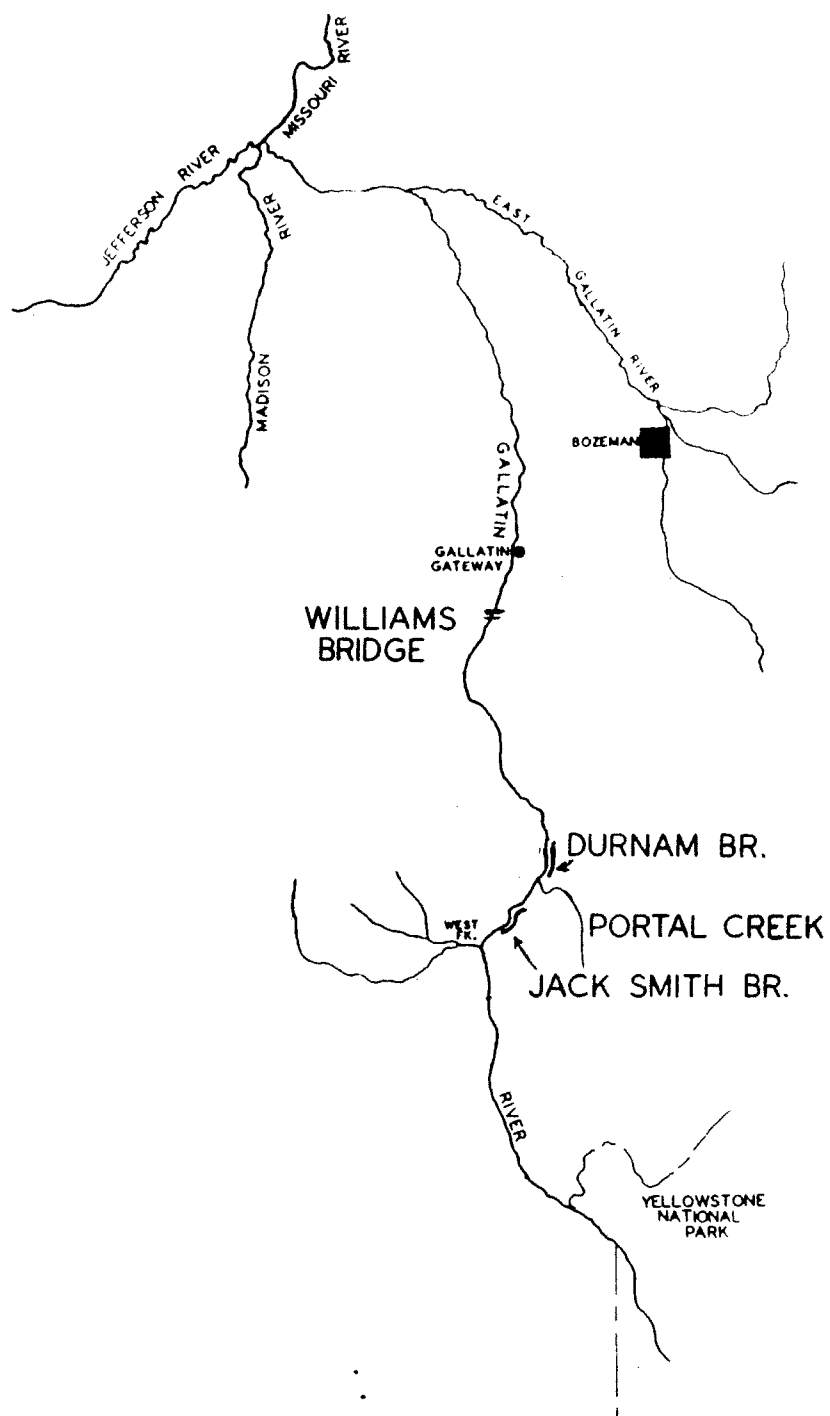 MISSOURI RIVER
JEFFERSON RIVER
MADISON RIVER
EAST GALLATIN RIVER
BOZEMAN
GALLATIN
GALLATIN
GATEWAY
WILLIAMS
BRIDGE
DURNAM BR.
WEST
FK.
PORTAL CREEK
JACK SMITH BR.
RIVER
YELLOWSTONE
NATIONAL
PARK